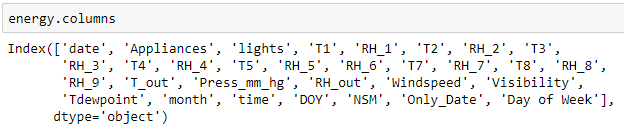 energy.columns
Index(['date', 'Appliances', 'lights', 'T1', 'RH_1', 'T2', 'RH_2', 'T3',
'RH_3', 'T4', 'RH_4', 'T5', 'RH_5', 'RH_6', 'T7', 'RH_7', 'T8', 'RH_8',
'RH_9', 'T_out', 'Press_mm_hg', 'RH_out', 'Windspeed', 'Visibility',
'Tdewpoint', 'month', 'time', 'DOY', 'NSM', 'Only_Date', 'Day of Week'],
dtype='object')